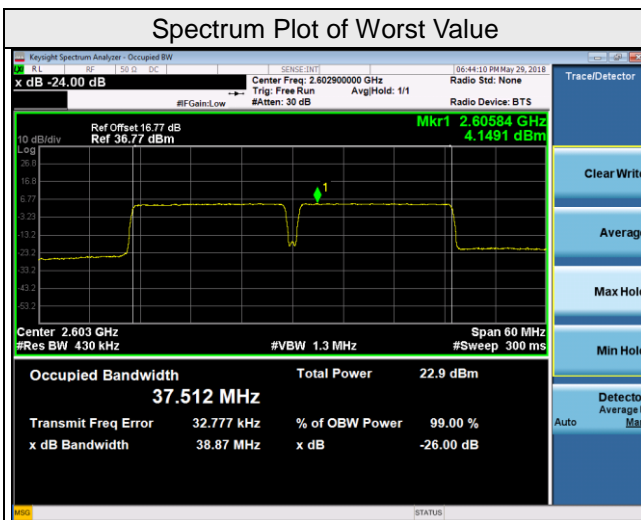 Spectrum Plot of Worst Value
Keysight Spectrum Analyzer - Occupied BW
RL RF 50 Ω DC SENSE:INT 06:44:10 PM May 29, 2018
x dB -24.00 dB Center Freq: 2.602900000 GHz Radio Std: None Trace/Detector
Trig: Free Run Avg|Hold: 1/1
#IFGain:Low #Atten: 30 dB Radio Device: BTS
Ref Offset 16.77 dB Mkr1 2.60584 GHz
10 dB/div Ref 36.77 dBm 4.1491 dBm
Log
26.8
16.8
6.77
-3.23
-13.2
-23.2
-33.2
-43.2
-53.2
1
Clear Write
Average
Max Hold
Min Hold
Center 2.603 GHz Span 60 MHz
#Res BW 430 kHz #VBW 1.3 MHz #Sweep 300 ms
Occupied Bandwidth Total Power 22.9 dBm
37.512 MHz
Transmit Freq Error 32.777 kHz % of OBW Power 99.00 %
x dB Bandwidth 38.87 MHz x dB -26.00 dB
Detecto
Average
Auto Ma
MSG STATUS